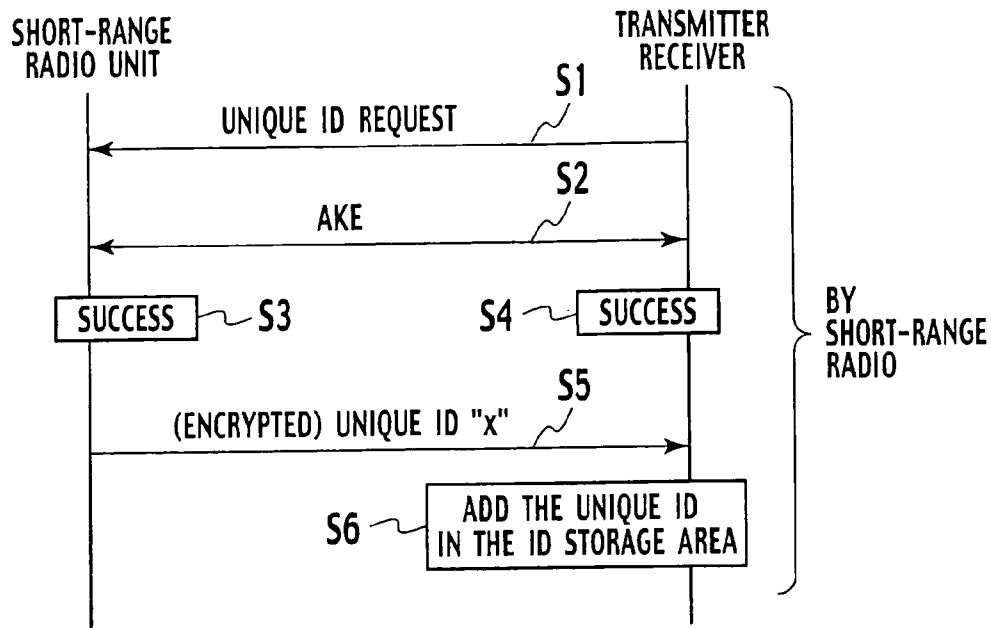 SHORT-RANGE
RADIO UNIT
TRANSMITTER
RECEIVER
S1
UNIQUE ID REQUEST
S2
AKE
SUCCESS
S3
S4
SUCCESS
BY
SHORT-RANGE
RADIO
S5
(ENCRYPTED) UNIQUE ID "x"
S6
ADD THE UNIQUE ID
IN THE ID STORAGE AREA